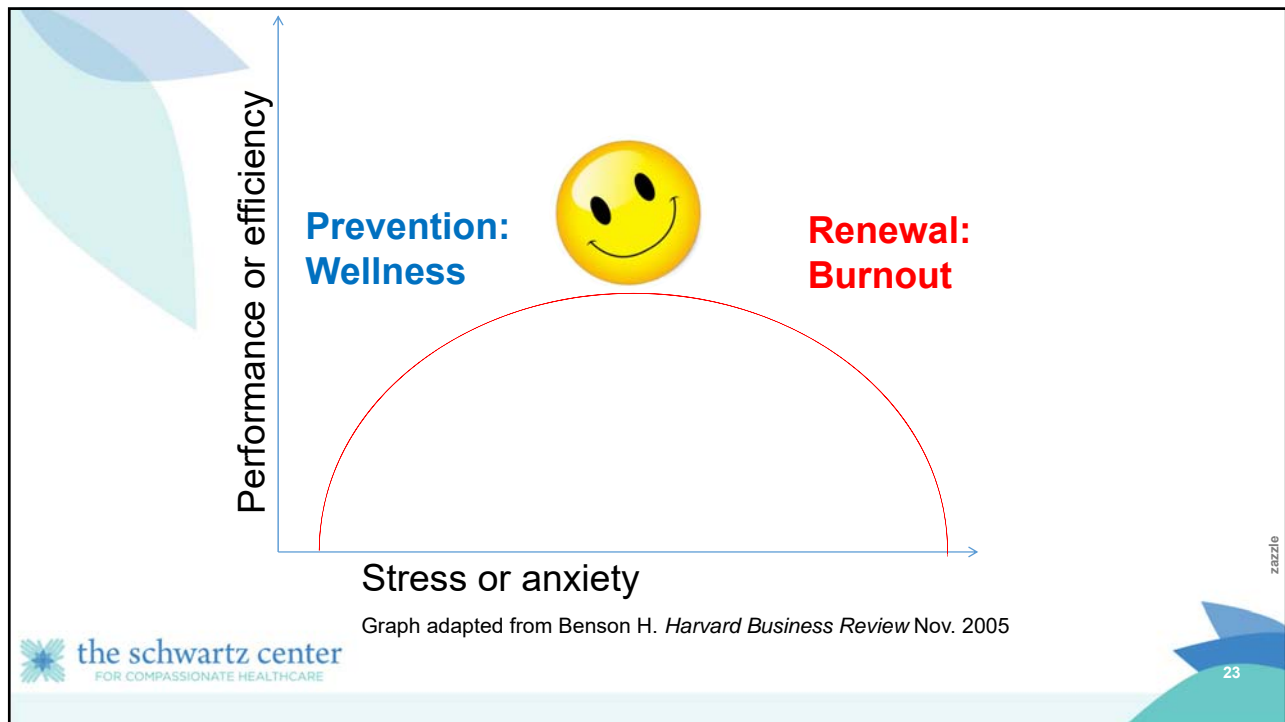 Performance or efficiency
Prevention:
Wellness
Renewal:
Burnout
Stress or anxiety
Graph adapted from Benson H. Harvard Business Review Nov. 2005
zazzle
the schwartz center
FOR COMPASSIONATE HEALTHCARE
23